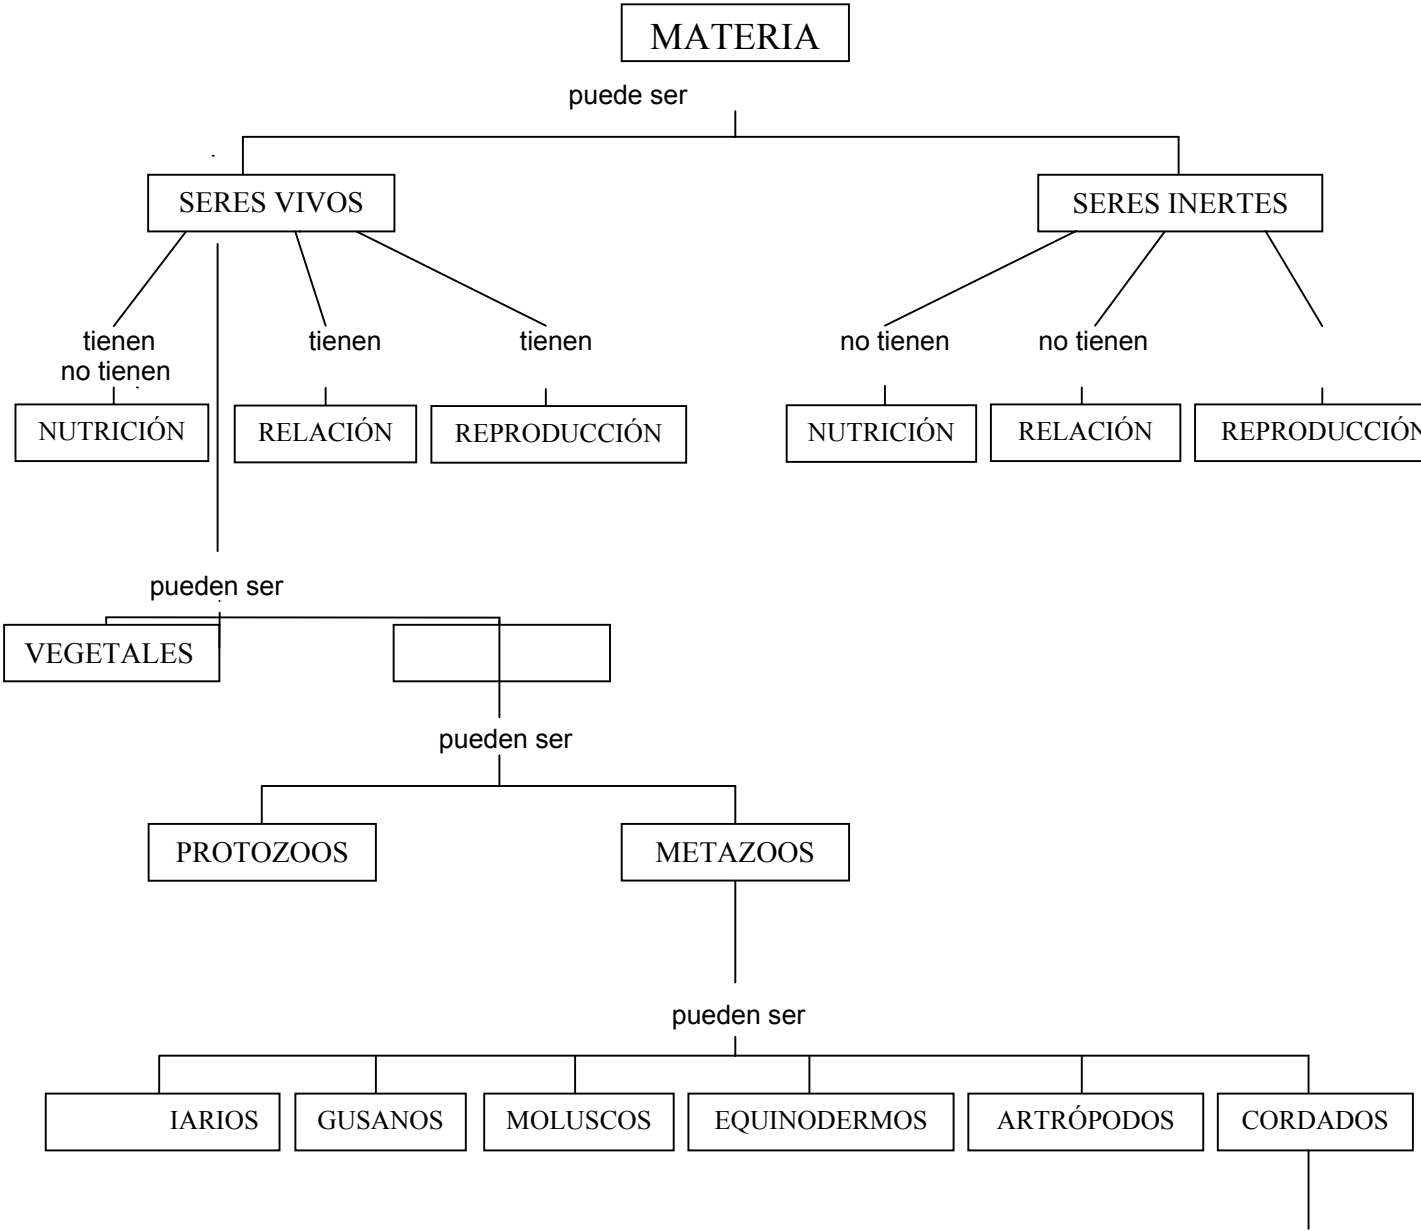 MATERIA
puede ser
SERES VIVOS
SERES INERTES
tienen
tienen
tienen
no tienen
no tienen
no tienen
NUTRICIÓN
RELACIÓN
REPRODUCCIÓN
NUTRICIÓN
RELACIÓN
REPRODUCCIÓN
pueden ser
VEGETALES
pueden ser
PROTOZOOS
METAZOOS
pueden ser
IARIOS
GUSANOS
MOLUSCOS
EQUINODERMOS
ARTRÓPODOS
CORDADOS